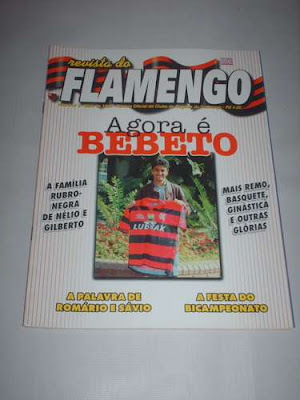 revista do
FLAMENGO
Agora é
BEBETO
A FAMÍLIA
RUBRO-
NEGRA
DE NÉLIO E
GILBERTO
MAIS REMO,
BASQUETE,
GINÁSTICA
E OUTRAS
GLÓRIAS
LUBRAX
A PALAVRA DE
ROMÁRIO E SÁVIO
A FESTA DO
BICAMPEONATO